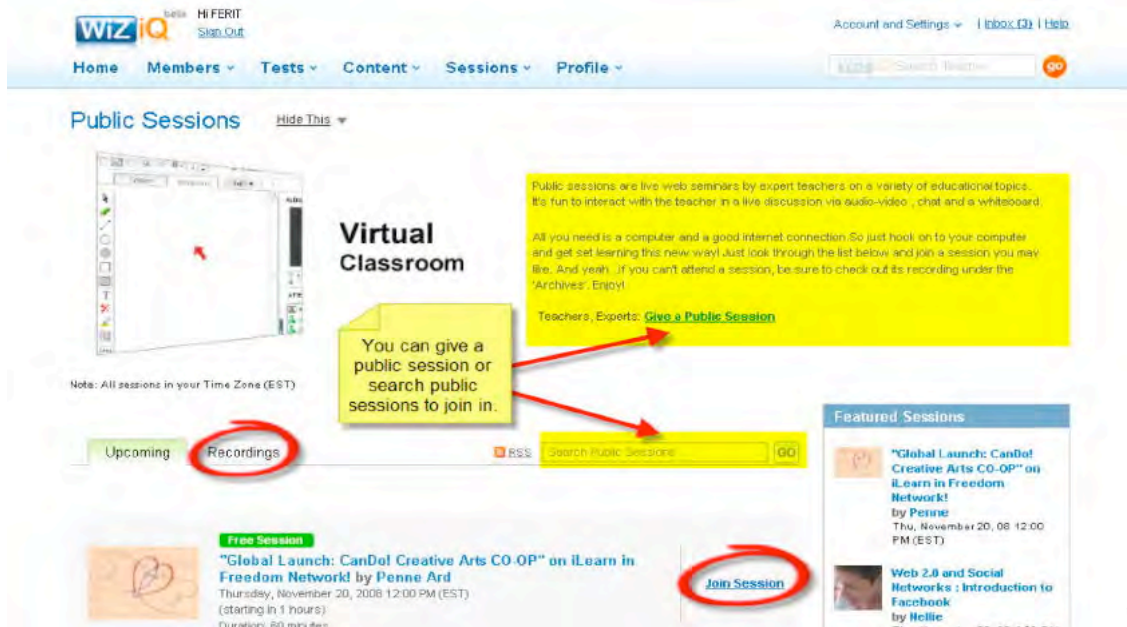 WiZiQ beta
Hi FERIT
Sign Out
Account and Settings | Inbox (3) | Help
Home Members Tests Content Sessions Profile
Search Teacher go
Public Sessions Hide This
Virtual
Classroom
Public sessions are live web seminars by expert teachers on a variety of educational topics.
It's fun to interact with the teacher in a live discussion via audio-video , chat and a whiteboard.
All you need is a computer and a good internet connection.So just hook on to your computer
and get set learning this new way! Just look through the list below and join a session you may
like. And yeah...If you can't attend a session, be sure to check out its recording under the
'Archives'. Enjoy!
Teachers, Experts: Give a Public Session
You can give a
public session or
search public
sessions to join in.
Note: All sessions in your Time Zone (EST)
Upcoming Recordings
RSS Search Public Sessions GO
Free Session
"Global Launch: CanDo! Creative Arts CO-OP" on iLearn in
Freedom Network! by Penne Ard
Thursday, November 20, 2008 12:00 PM (EST)
(starting in 1 hours)
Duration: 60 minutes
Join Session
Featured Sessions
"Global Launch: CanDo!
Creative Arts CO-OP" on
iLearn in Freedom
Network!
by Penne
Thu, November 20, 08 12:00
PM (EST)
Web 2.0 and Social
Networks : Introduction to
Facebook
by Nellie